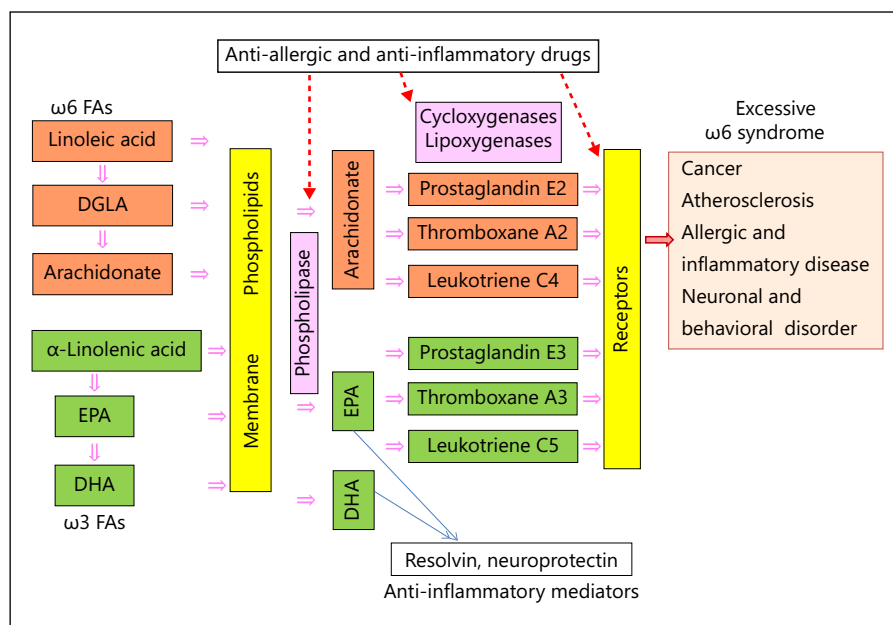 Anti-allergic and anti-inflammatory drugs
ω6 FAs
Linoleic acid
DGLA
Arachidonate
α-Linolenic acid
EPA
DHA
ω3 FAs
Membrane Phospholipids
Phospholipase
Arachidonate
EPA
DHA
Cycloxygenases
Lipoxygenases
Prostaglandin E2
Thromboxane A2
Leukotriene C4
Prostaglandin E3
Thromboxane A3
Leukotriene C5
Receptors
Excessive
ω6 syndrome
Cancer
Atherosclerosis
Allergic and
inflammatory disease
Neuronal and
behavioral disorder
Resolvin, neuroprotectin
Anti-inflammatory mediators